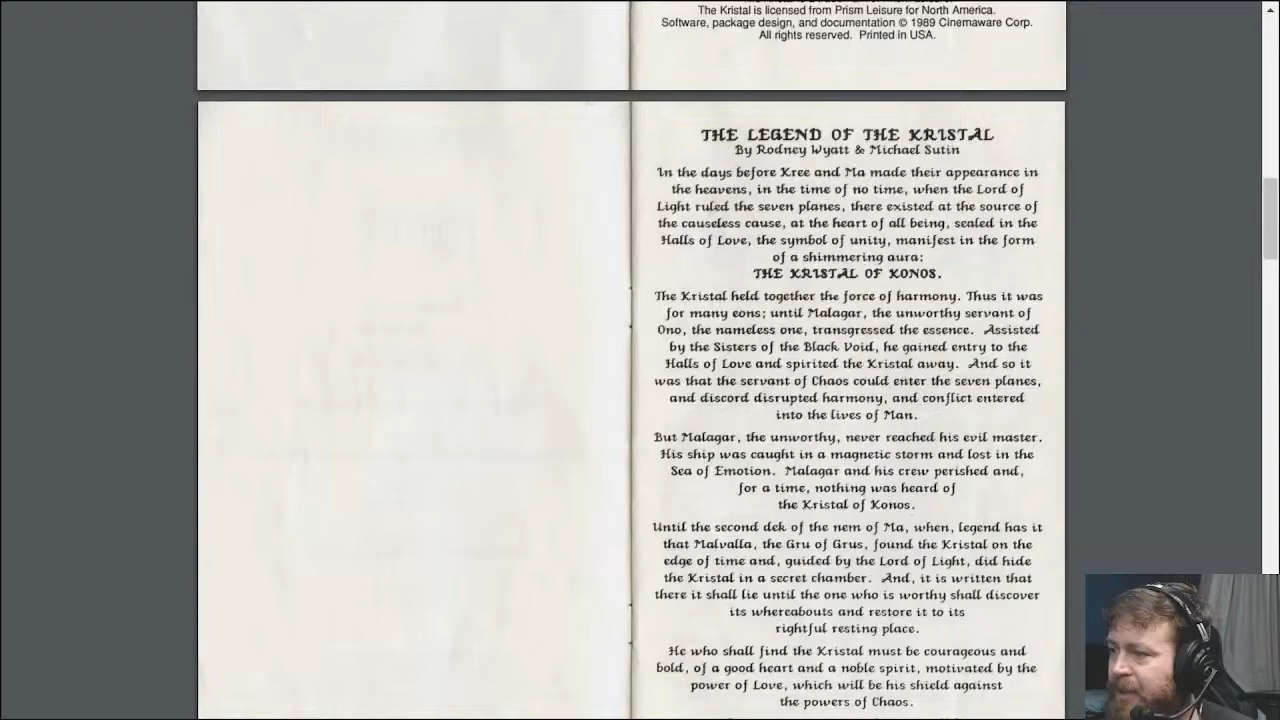 The Kristal is licensed from Prism Leisure for North America.
Software, package design, and documentation © 1989 Cinemaware Corp.
All rights reserved. Printed in USA.
THE LEGEND OF THE KRISTAL
By Rodney Wyatt & Michael Sutin
In the days before Kree and Ma made their appearance in
the heavens, in the time of no time, when the Lord of
Light ruled the seven planes, there existed at the source of
the causeless cause, at the heart of all being, sealed in the
Halls of Love, the symbol of unity, manifest in the form
of a shimmering aura:
THE KRISTAL OF KONOS.
The Kristal held together the force of harmony. Thus it was
for many eons; until Malagar, the unworthy servant of
Ono, the nameless one, transgressed the essence. Assisted
by the Sisters of the Black Void, he gained entry to the
Halls of Love and spirited the Kristal away. And so it
was that the servant of Chaos could enter the seven planes,
and discord disrupted harmony, and conflict entered
into the lives of Man.
But Malagar, the unworthy, never reached his evil master.
His ship was caught in a magnetic storm and lost in the
Sea of Emotion. Malagar and his crew perished and,
for a time, nothing was heard of
the Kristal of Konos.
Until the second dek of the nem of Ma, when, legend has it
that Malvalla, the Gru of Grus, found the Kristal on the
edge of time and, guided by the Lord of Light, did hide
the Kristal in a secret chamber. And, it is written that
there it shall lie until the one who is worthy shall discover
its whereabouts and restore it to its
rightful resting place.
He who shall find the Kristal must be courageous and
bold, of a good heart and a noble spirit, motivated by the
power of Love, which will be his shield against
the powers of Chaos.